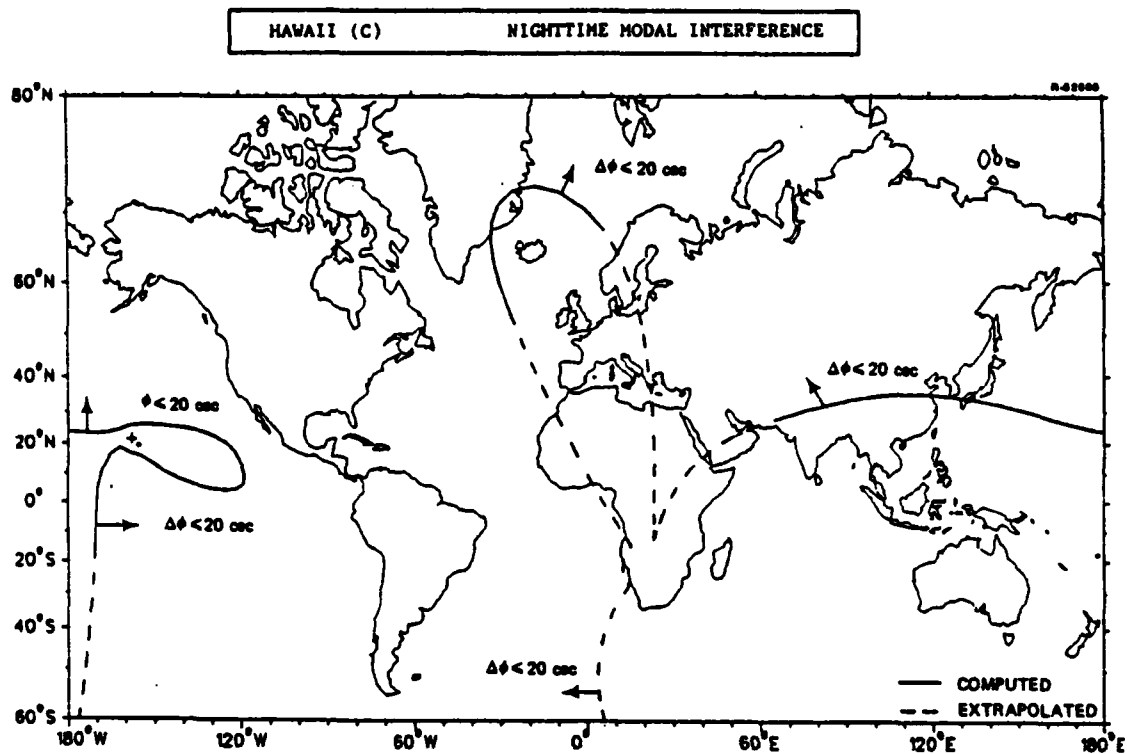 HAWAII (C) NIGHTTIME MODAL INTERFERENCE
80°N
180°E
Δϕ < 20 cec
60°N
40°N
Δϕ < 20 cec
ϕ < 20 cec
20°N
0°
Δϕ < 20 cec
20°S
40°S
Δϕ < 20 cec
COMPUTED
60°S
EXTRAPOLATED
180°W
120°W
60°W
0°
60°E
120°E
180°E